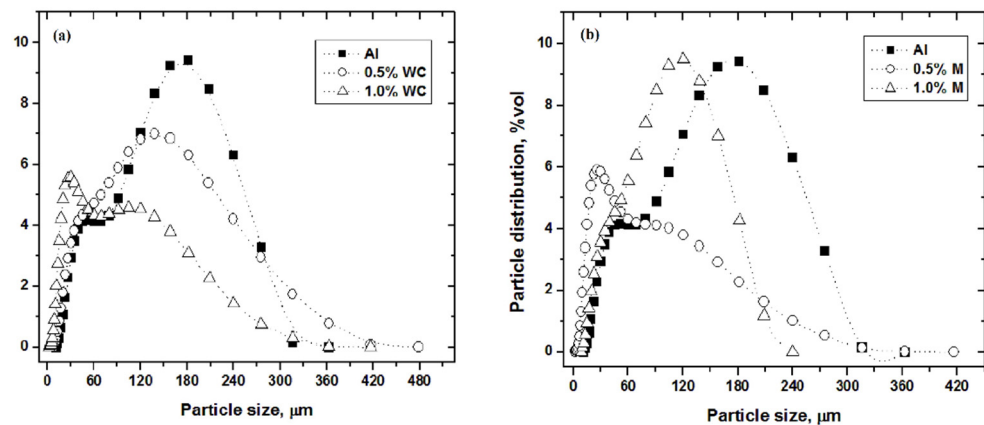 (a)
Al
0.5% WC
1.0% WC
10
8
6
4
2
0
0 60 120 180 240 300 360 420 480
Particle size, μm
(b)
Al
0.5% M
1.0% M
Particle distribution, %vol
10
8
6
4
2
0
0 60 120 180 240 300 360 420
Particle size, μm